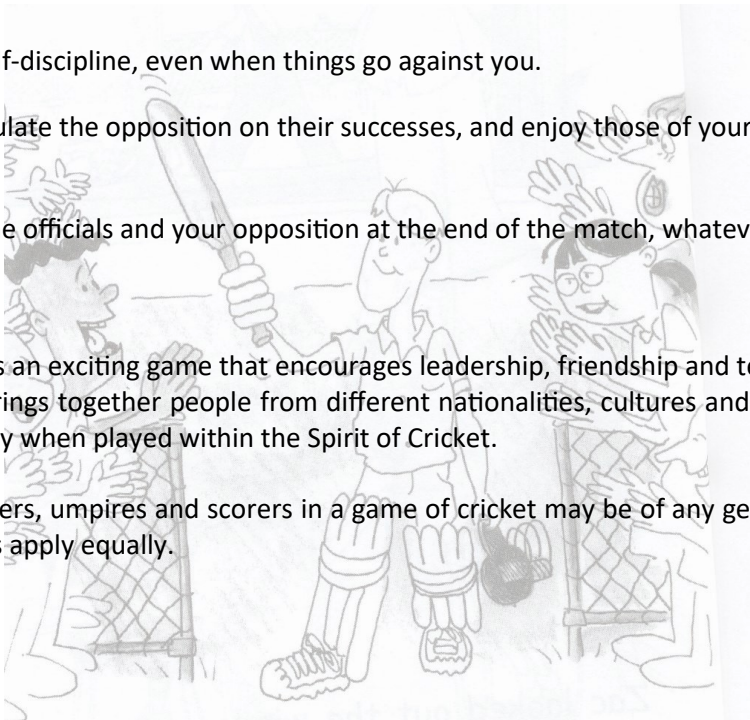 f-discipline, even when things go against you.
ulate the opposition on their successes, and enjoy those of your
e officials and your opposition at the end of the match, whatev
s an exciting game that encourages leadership, friendship and te
rings together people from different nationalities, cultures and
y when played within the Spirit of Cricket.
ers, umpires and scorers in a game of cricket may be of any ge
s apply equally.